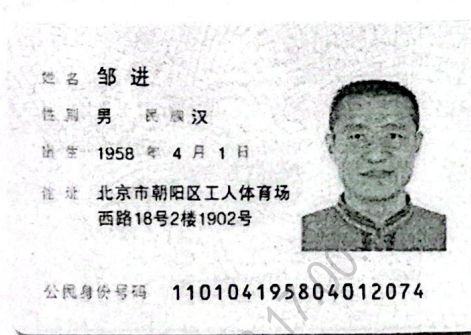 姓名 邹进
性别 男 民族 汉
出生 1958 年 4 月 1 日
住址 北京市朝阳区工人体育场
西路18号2楼1902号
公民身份号码 110104195804012074